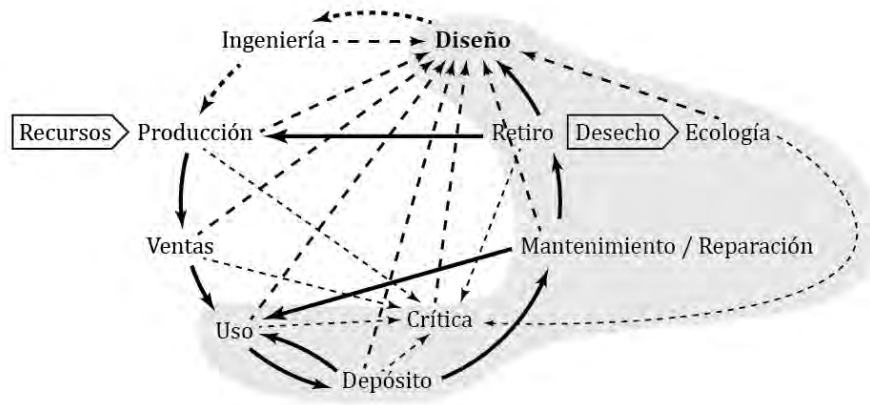 Ingeniería
Diseño
Recursos
Producción
Retiro
Desecho
Ecología
Ventas
Mantenimiento / Reparación
Uso
Crítica
Depósito